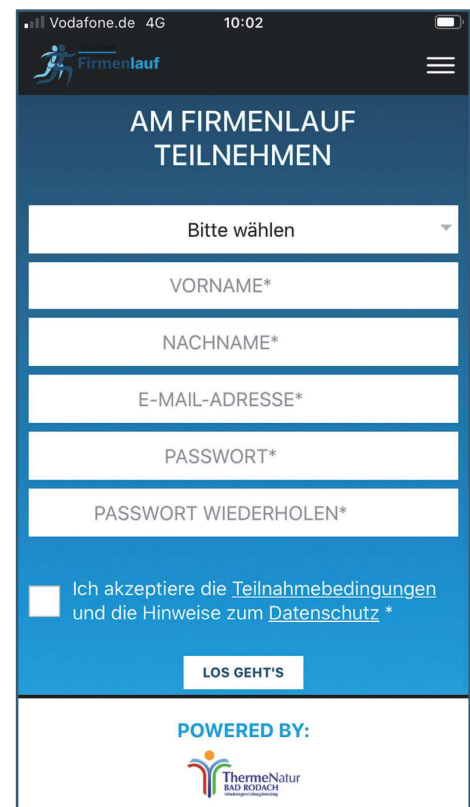 Vodafone.de 4G 10:02
Firmenlauf
AM FIRMENLAUF
TEILNEHMEN
Bitte wählen
VORNAME*
NACHNAME*
E-MAIL-ADRESSE*
PASSWORT*
PASSWORT WIEDERHOLEN*
Ich akzeptiere die Teilnahmebedingungen
und die Hinweise zum Datenschutz *
LOS GEHT'S
POWERED BY:
ThermeNatur
BAD RODACH